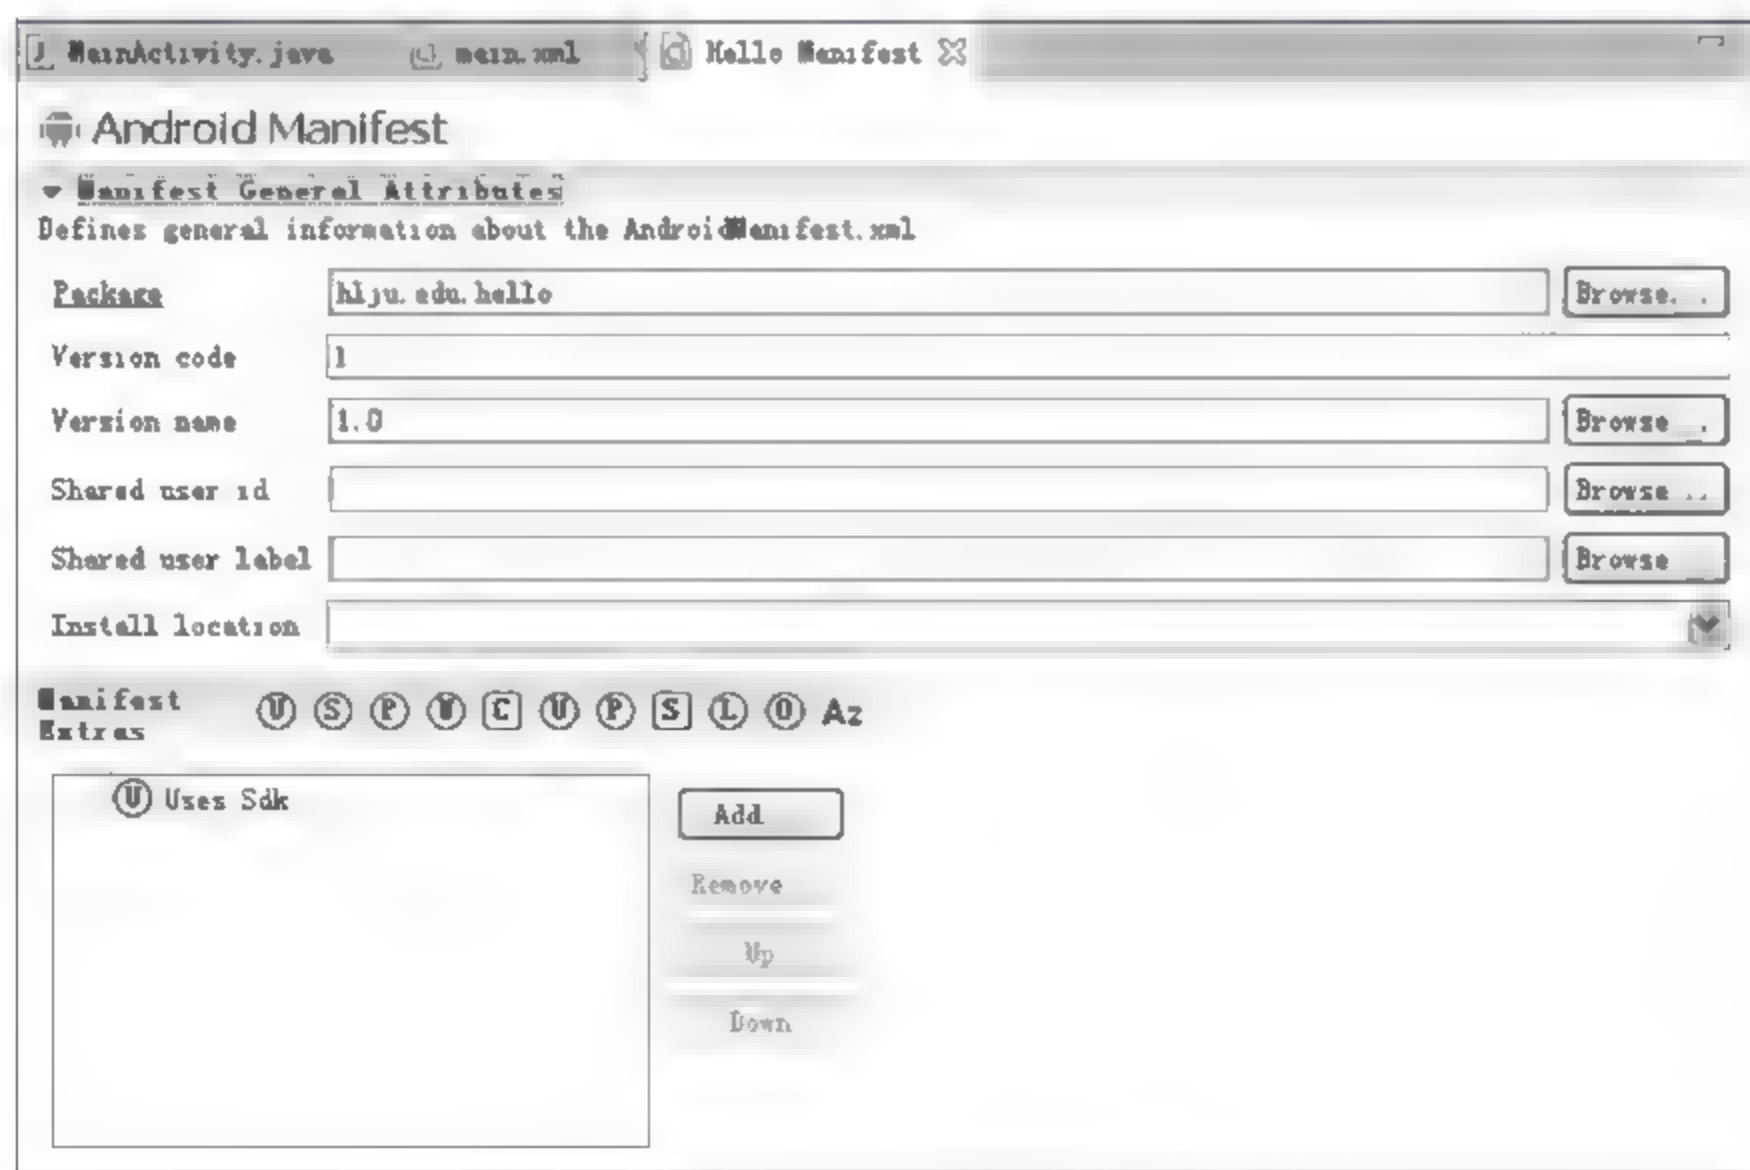 MainActivity.java main.xml Hello Manifest
Android Manifest
Manifest General Attributes
Defines general information about the AndroidManifest.xml
Package hlju.edu.hello Browse...
Version code 1
Version name 1.0 Browse...
Shared user id Browse...
Shared user label Browse...
Install location
Manifest
Extras
U S P U C U P S L O Az
U Uses Sdk
Add
Remove
Up
Down